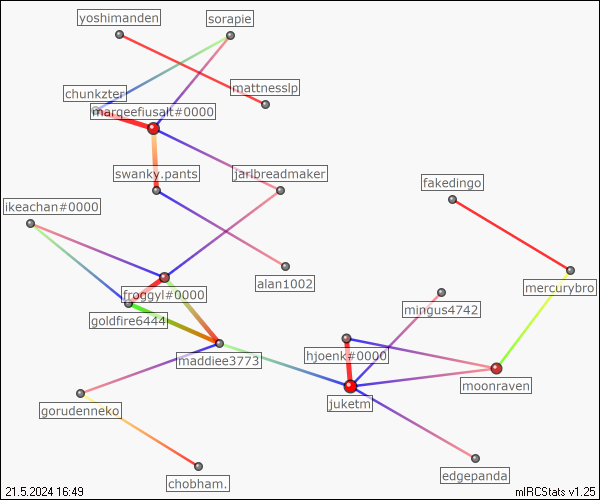 yoshimanden
sorapie
mattnesslp
chunkzter
margeefiusalt#0000
swanky.pants
jarlbreadmaker
fakedingo
ikeachan#0000
alan1002
mercurybro
froggyl#0000
mingus4742
goldfire6444
hjoenk#0000
maddiee3773
moonraven
juketm
gorudenneko
edgepanda
chobham.
21.5.2024 16:49
mIRCStats v1.25